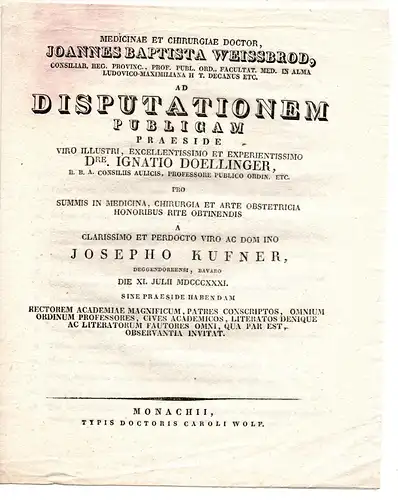 MEDICINAE ET CHIRURGIAE DOCTOR,
JOANNES BAPTISTA WEISSBROD,
CONSILIAR. REG. PROVINC., PROF. PUBL. ORD., FACULTAT. MED. IN ALMA
LUDOVICO-MAXIMILIANA H T. DECANUS ETC.
AD
DISPUTATIONEM
PUBLICAM
PRAESIDE
VIRO ILLUSTRI, EXCELLENTISSIMO ET EXPERIENTISSIMO
DRE. IGNATIO DOELLINGER,
R. B. A. CONSILIIS AULICIS, PROFESSORE PUBLICO ORDIN. ETC.
PRO
SUMMIS IN MEDICINA, CHIRURGIA ET ARTE OBSTETRICIA
HONORIBUS RITE OBTINENDIS
A
CLARISSIMO ET PERDOCTO VIRO AC DOM INO
JOSEPHO KUFNER,
DEGGENDORFENSI, BAVARO
DIE XI. JULII MDCCCXXXI.
SINE PRAESIDE HABENDAM
RECTOREM ACADEMIAE MAGNIFICUM, PATRES CONSCRIPTOS, OMNIUM
ORDINUM PROFESSORES, CIVES ACADEMICOS, LITERATOS DENIQUE
AC LITERATORUM FAUTORES OMNI, QUA PAR EST,
OBSERVANTIA INVITAT.
MONACHII,
TYPIS DOCTORIS CAROLI WOLF.